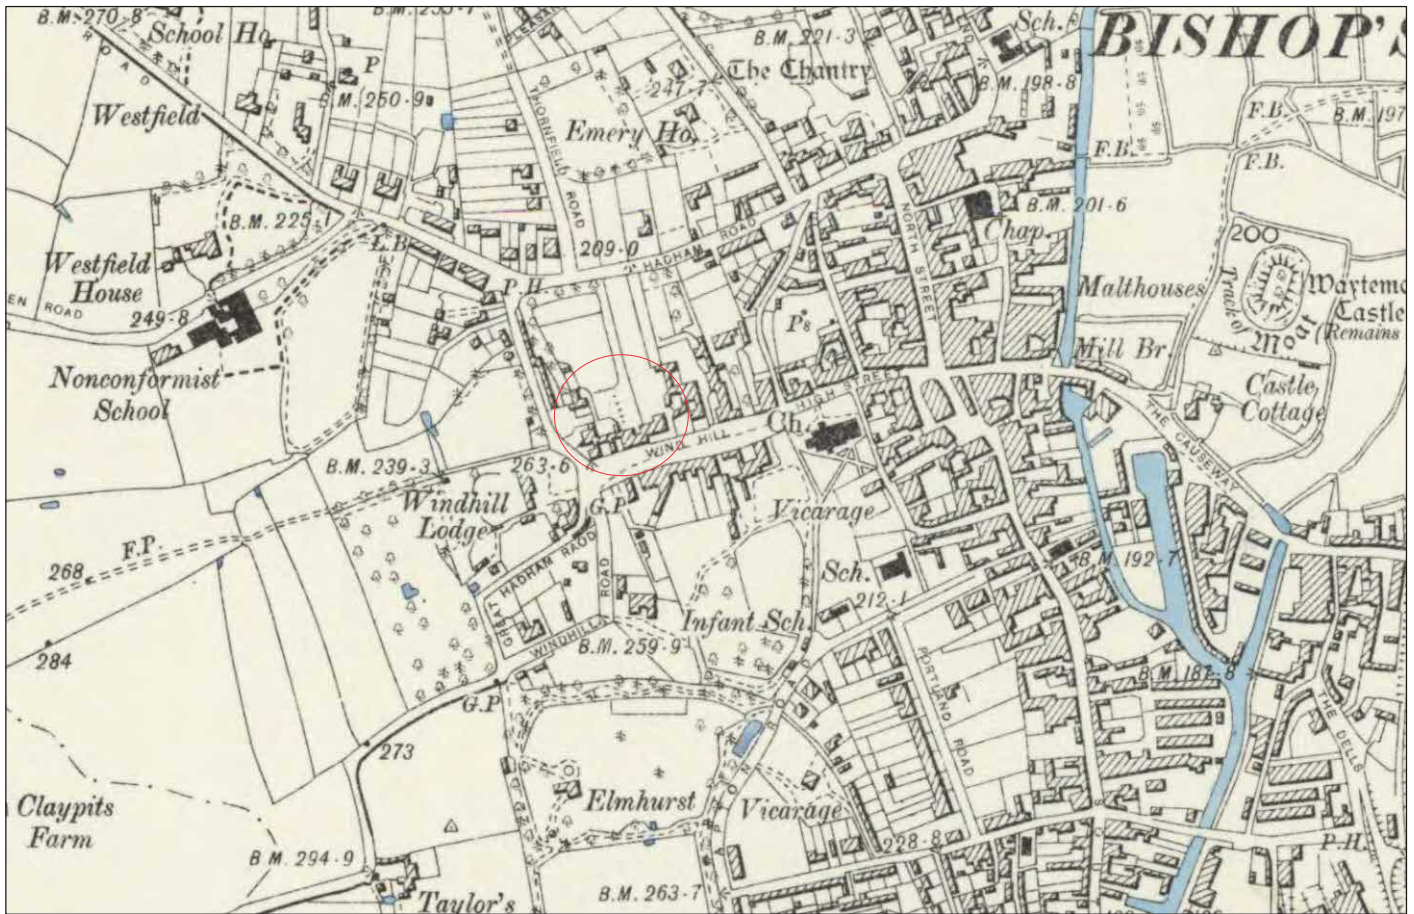 B.M. 270·8
School Ho.
ROAD
P
B.M. 221·3
The Chantry
Sch.
BISHOP'S
B.M. 198·8
247·7
B.M. 250·9
Westfield
THORNFIELD ROAD
Emery Ho.
F.B.
B.M. 197
F.B.
F.B.
B.M. 225·1
L.B.
B.M. 201·6
NORTH STREET
Chap.
200
209·0
HADHAM ROAD
Westfield
House
P.H.
Malthouses
Track of
Moat
Waytemo
Castle
Remains
EN ROAD
249·8
Ps
Mill Br.
Nonconformist
School
Castle
Cottage
HIGH STREET
Ch.
WIND HILL
THE CAUSEWAY
B.M. 239·3
263·6
Windhill
Lodge
G.P.
Vicarage
F.P.
268
GREAT HADHAM ROAD
ROAD
Sch.
B.M. 192·7
212·1
Infant Sch.
WINDHILL
B.M. 259·9
284
PORTLAND ROAD
B.M. 187·8
G.P.
THE DELLS
273
Claypits
Farm
Elmhurst
Vicarage
228·8
P.H.
B.M. 294·9
B.M. 263·7
Taylor's